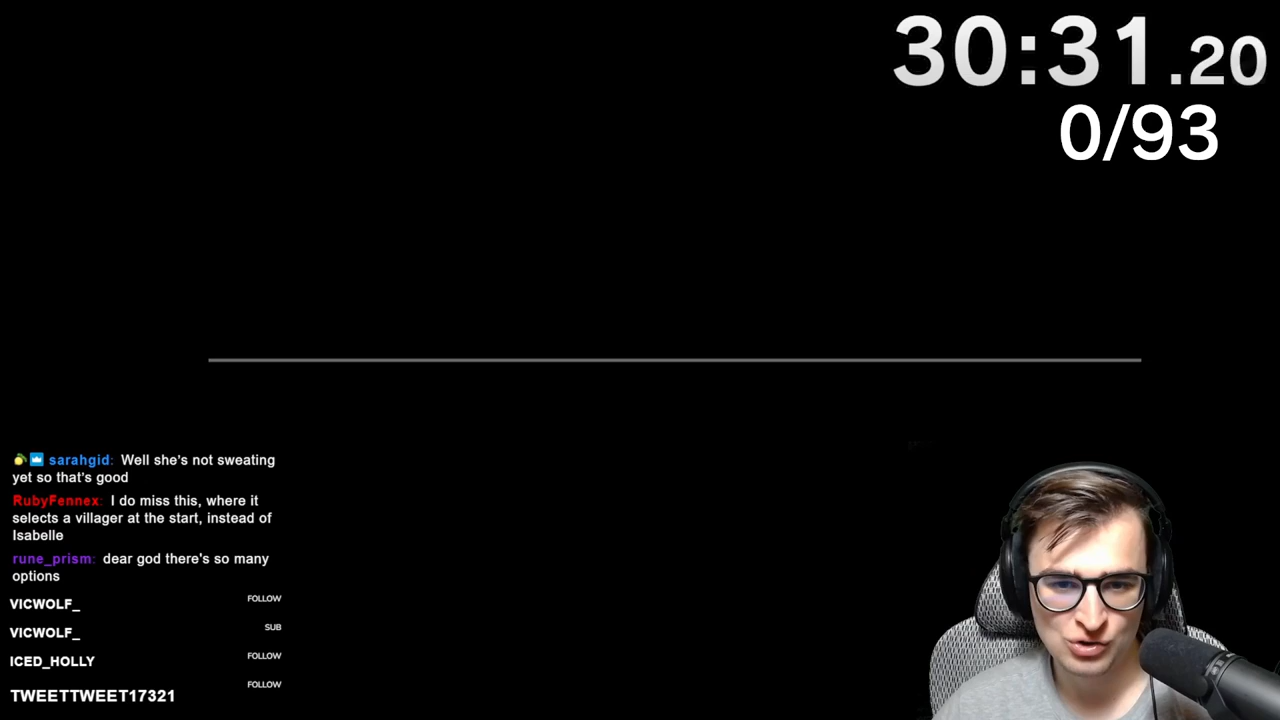 30:31.20
0/93
sarahgid: Well she's not sweating
yet so that's good
RubyFennex: I do miss this, where it
selects a villager at the start, instead of
Isabelle
rune_prism: dear god there's so many
options
VICWOLF_ FOLLOW
VICWOLF_ SUB
ICED_HOLLY FOLLOW
TWEETTWEET17321 FOLLOW